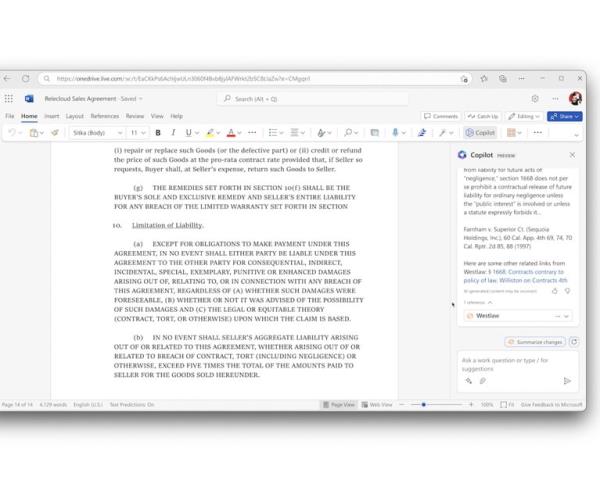 Relecloud Sales Agreement - Saved
Search (Alt + Q)
File Home Insert Layout References Review View Help
Comments Catch Up Editing Share
Sitka (Body) 11 Copilot
(i) repair or replace such Goods (or the defective part) or (ii) credit or refund
the price of such Goods at the pro-rata contract rate provided that, if Seller so
requests, Buyer shall, at Seller's expense, return such Goods to Seller.
(g) THE REMEDIES SET FORTH IN SECTION 10(f) SHALL BE THE
BUYER'S SOLE AND EXCLUSIVE REMEDY AND SELLER'S ENTIRE LIABILITY
FOR ANY BREACH OF THE LIMITED WARRANTY SET FORTH IN SECTION
10. Limitation of Liability.
(a) EXCEPT FOR OBLIGATIONS TO MAKE PAYMENT UNDER THIS
AGREEMENT, IN NO EVENT SHALL EITHER PARTY BE LIABLE UNDER THIS
AGREEMENT TO THE OTHER PARTY FOR CONSEQUENTIAL, INDIRECT,
INCIDENTAL, SPECIAL, EXEMPLARY, PUNITIVE OR ENHANCED DAMAGES
ARISING OUT OF, RELATING TO, OR IN CONNECTION WITH ANY BREACH OF
THIS AGREEMENT, REGARDLESS OF (A) WHETHER SUCH DAMAGES WERE
FORESEEABLE, (B) WHETHER OR NOT IT WAS ADVISED OF THE POSSIBILITY
OF SUCH DAMAGES AND (C) THE LEGAL OR EQUITABLE THEORY
(CONTRACT, TORT, OR OTHERWISE) UPON WHICH THE CLAIM IS BASED.
(b) IN NO EVENT SHALL SELLER'S AGGREGATE LIABILITY ARISING
OUT OF OR RELATED TO THIS AGREEMENT, WHETHER ARISING OUT OF OR
RELATED TO BREACH OF CONTRACT, TORT (INCLUDING NEGLIGENCE) OR
OTHERWISE, EXCEED FIVE TIMES THE TOTAL OF THE AMOUNTS PAID TO
SELLER FOR THE GOODS SOLD HEREUNDER.
Copilot PREVIEW
from liability for future acts of
"negligence," section 1668 does not per
se prohibit a contractual release of future
liability for ordinary negligence unless
the "public interest" is involved or unless
a statute expressly forbids it...
Farnham v. Superior Ct. (Sequoia
Holdings, Inc.), 60 Cal. App. 4th 69, 74, 70
Cal. Rptr. 2d 85, 88 (1997)
Here are some other related links from
Westlaw: § 1668. Contracts contrary to
policy of law; Williston on Contracts 4th
AI-generated content may be incorrect
1 reference
Westlaw
Summarize changes
Ask a work question or type / for
suggestions
Page 14 of 14 4,129 words English (U.S.) Text Predictions: On Page View Web View 100% Fit Give Feedback to Microsoft